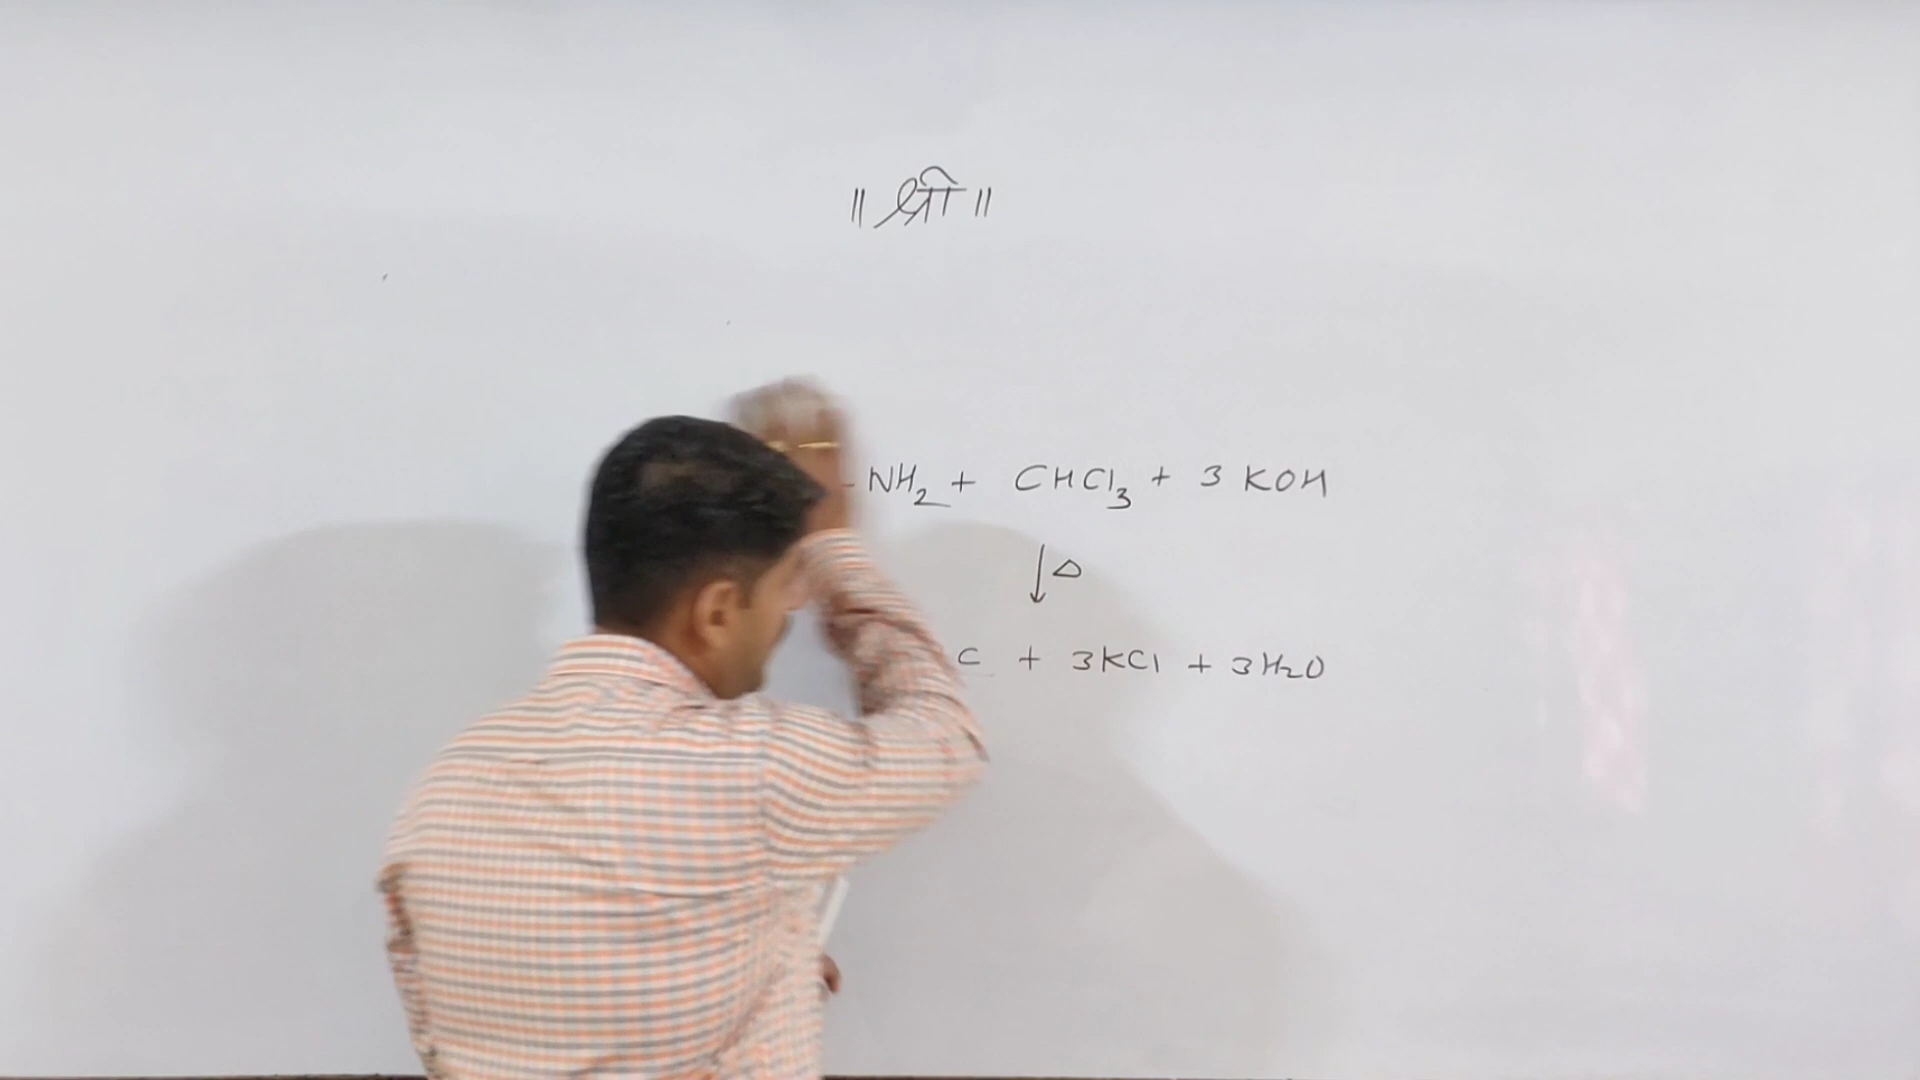 ॥ श्री ॥
- NH₂ + CHCl₃ + 3 KOH
↓ Δ
C + 3KCl + 3H₂O